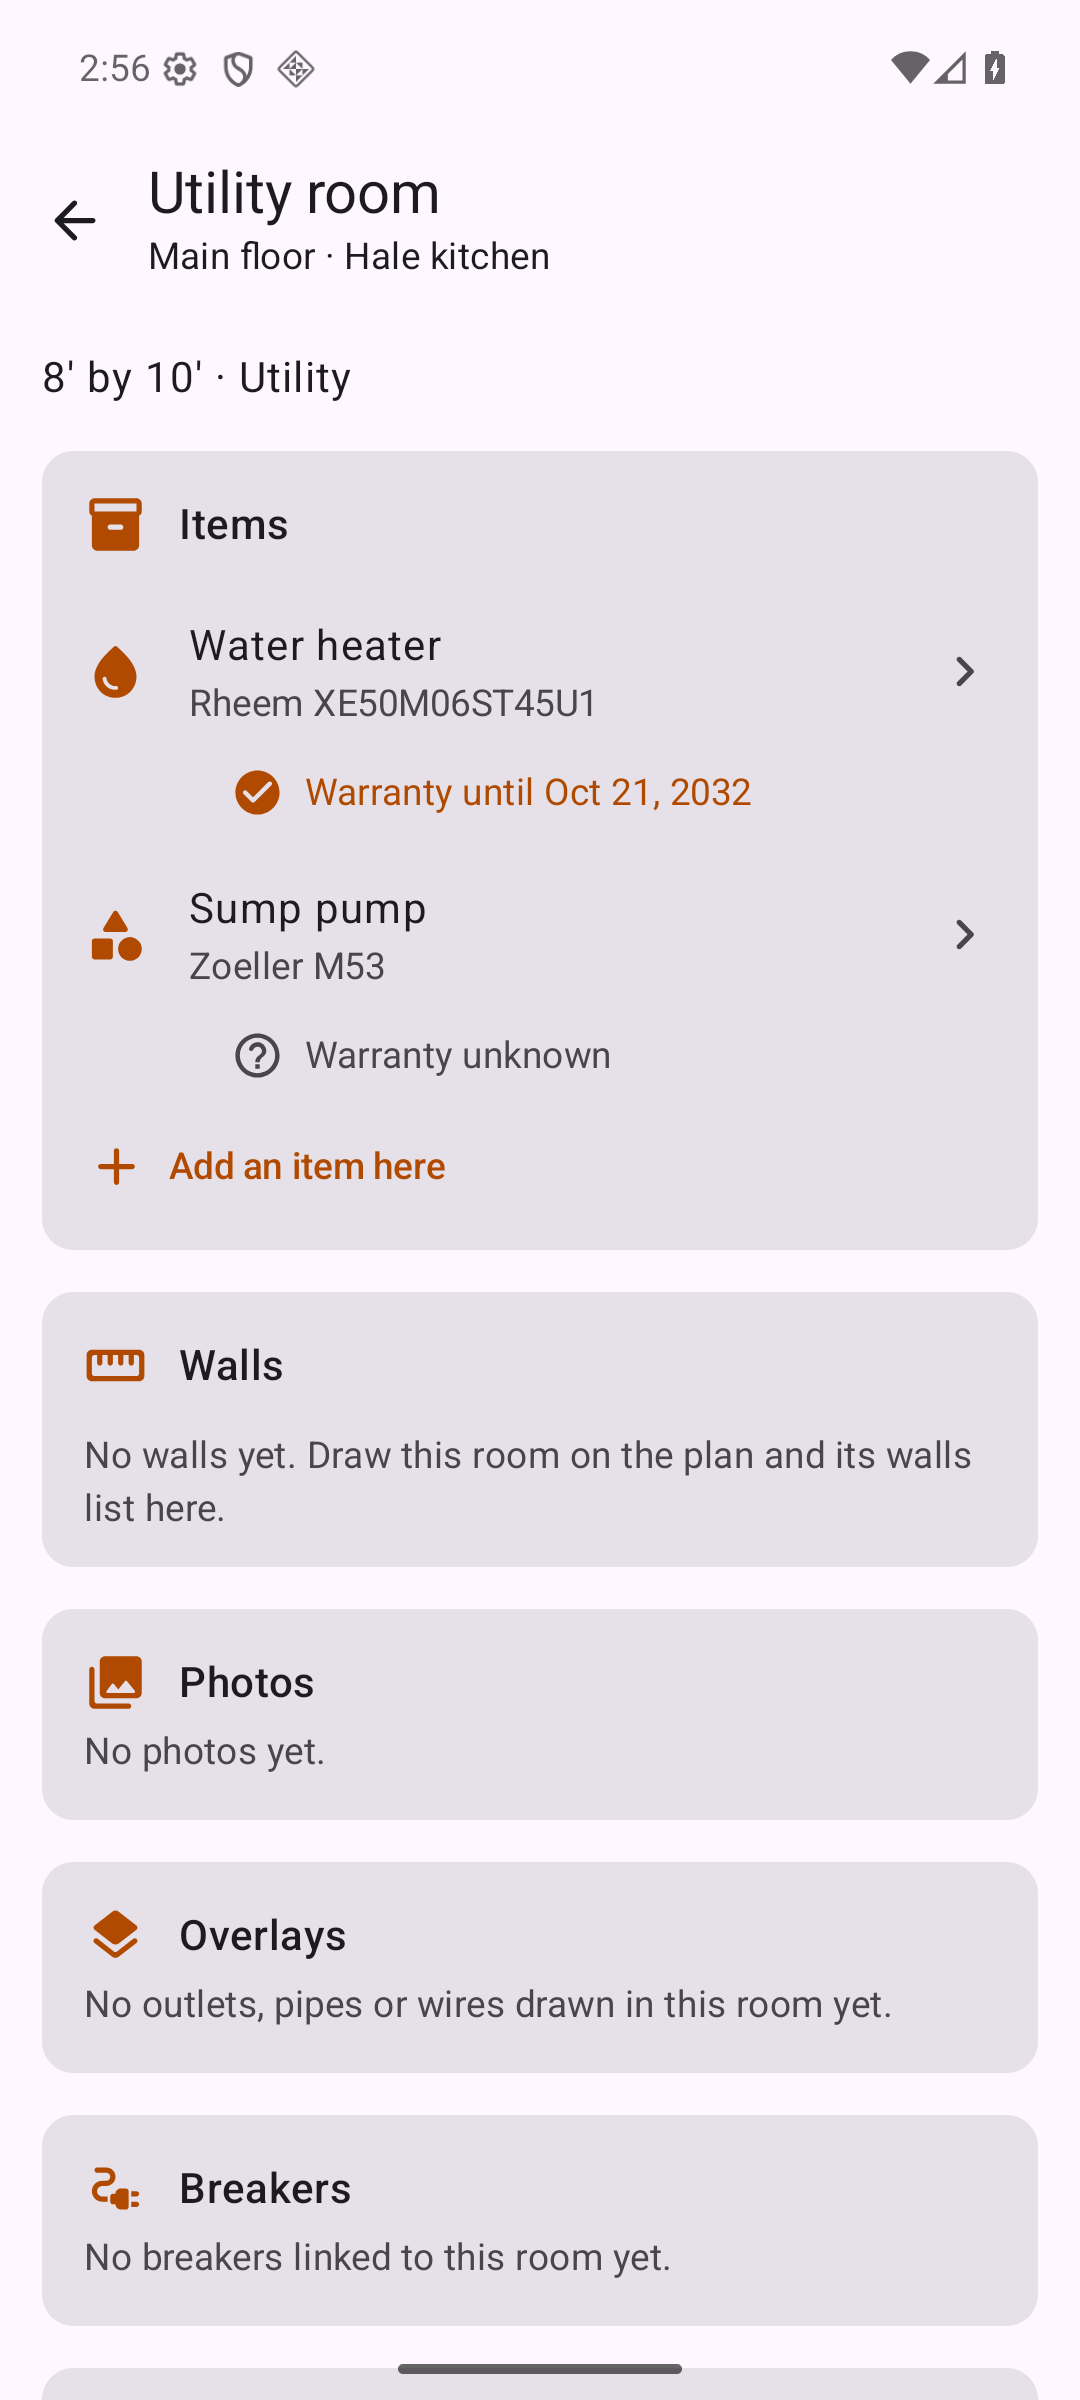 2:56
Utility room
Main floor · Hale kitchen
8' by 10' · Utility
Items
Water heater
Rheem XE50M06ST45U1
Warranty until Oct 21, 2032
Sump pump
Zoeller M53
Warranty unknown
Add an item here
Walls
No walls yet. Draw this room on the plan and its walls
list here.
Photos
No photos yet.
Overlays
No outlets, pipes or wires drawn in this room yet.
Breakers
No breakers linked to this room yet.